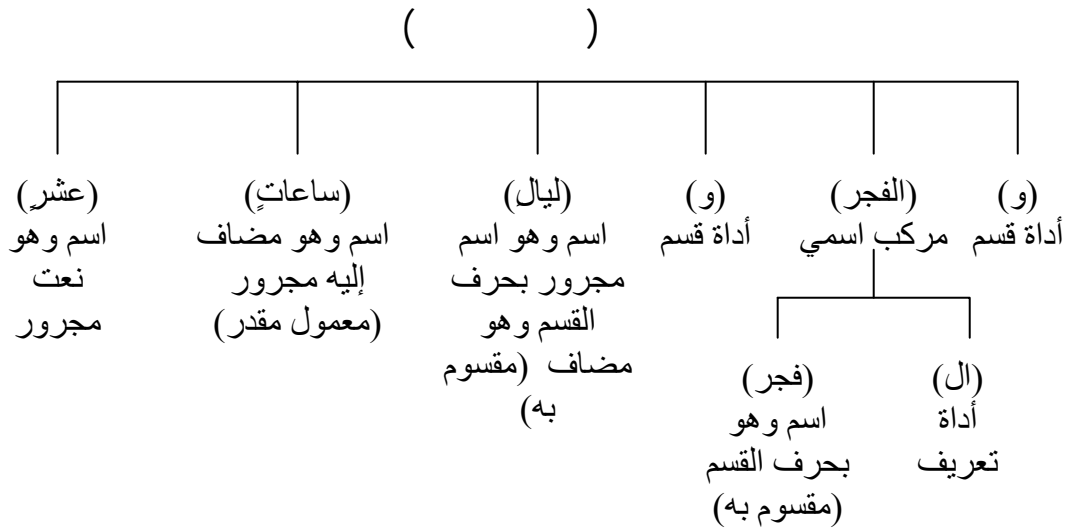 ( )
(و)
أداة قسم
(الفجر)
مركب اسمي
(و)
أداة قسم
(ليالِ)
اسم وهو اسم
مجرور بحرف
القسم وهو
مضاف (مقسوم
به)
(ساعاتٍ)
اسم وهو مضاف
إليه مجرور
(معمول مقدر)
(عشرٍ)
اسم وهو
نعت
مجرور
(ال)
أداة
تعريف
(فجر)
اسم وهو
بحرف القسم
(مقسوم به)